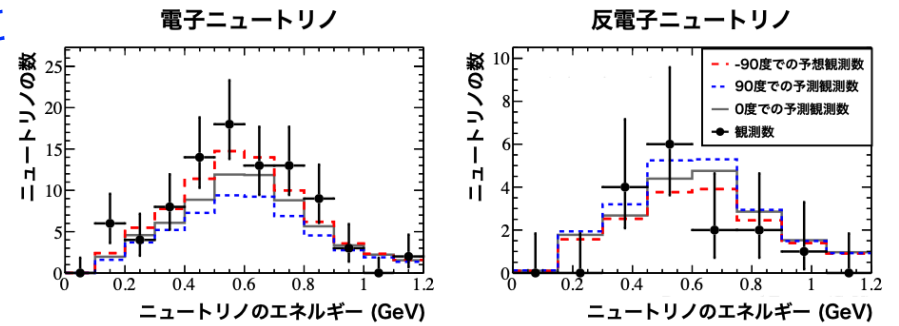 電子ニュートリノ
ニュートリノの数
25
20
15
10
5
0
0 0.2 0.4 0.6 0.8 1 1.2
ニュートリノのエネルギー (GeV)
反電子ニュートリノ
ニュートリノの数
10
8
6
4
2
0
-90度での予想観測数
90度での予測観測数
0度での予測観測数
観測数
0 0.2 0.4 0.6 0.8 1 1.2
ニュートリノのエネルギー (GeV)